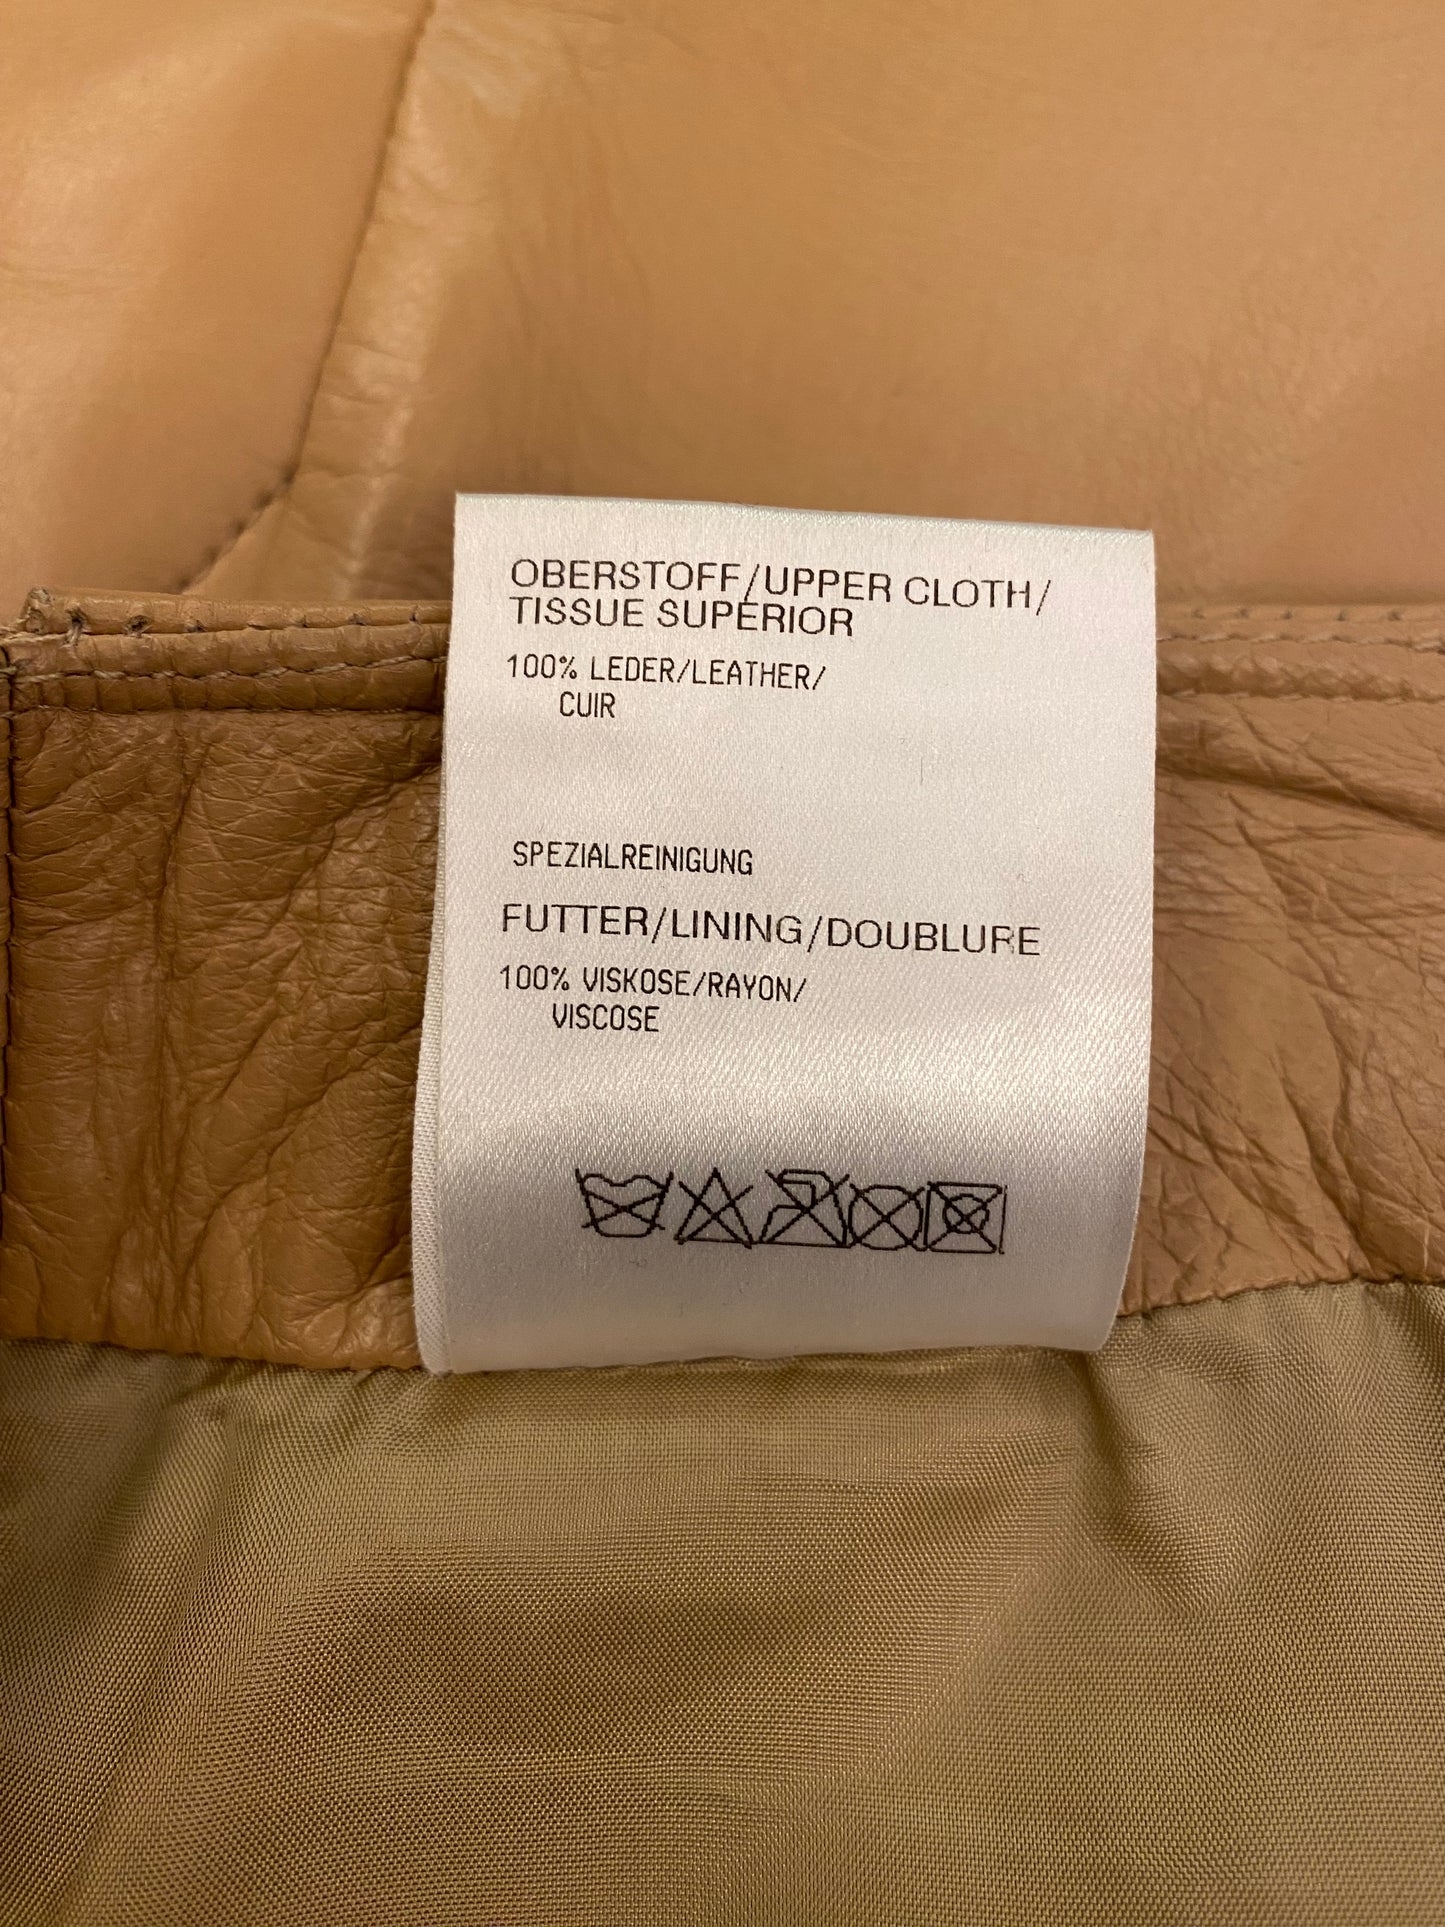 OBERSTOFF/UPPER CLOTH/
TISSUE SUPERIOR
100% LEDER/LEATHER/
CUIR
SPEZIALREINIGUNG
FUTTER/LINING/DOUBLURE
100% VISKOSE/RAYON/
VISCOSE